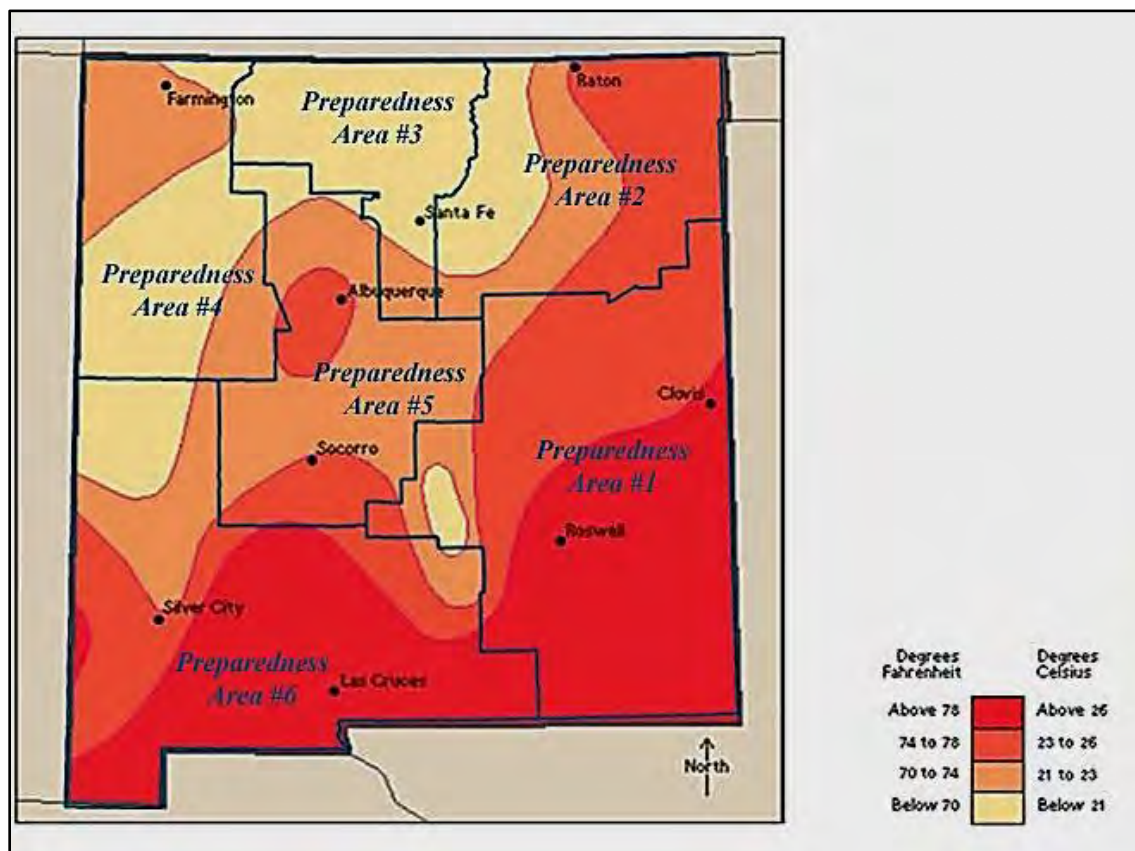 Raton
Farmington
Preparedness
Area #3
Preparedness
Area #2
Santa Fe
Preparedness
Area #4
Albuquerque
Preparedness
Area #5
Clovis
Socorro
Preparedness
Area #1
Roswell
Silver City
Preparedness
Area #6
Las Cruces
North
Degrees
Fahrenheit
Degrees
Celsius
Above 78
Above 26
74 to 78
23 to 26
70 to 74
21 to 23
Below 70
Below 21